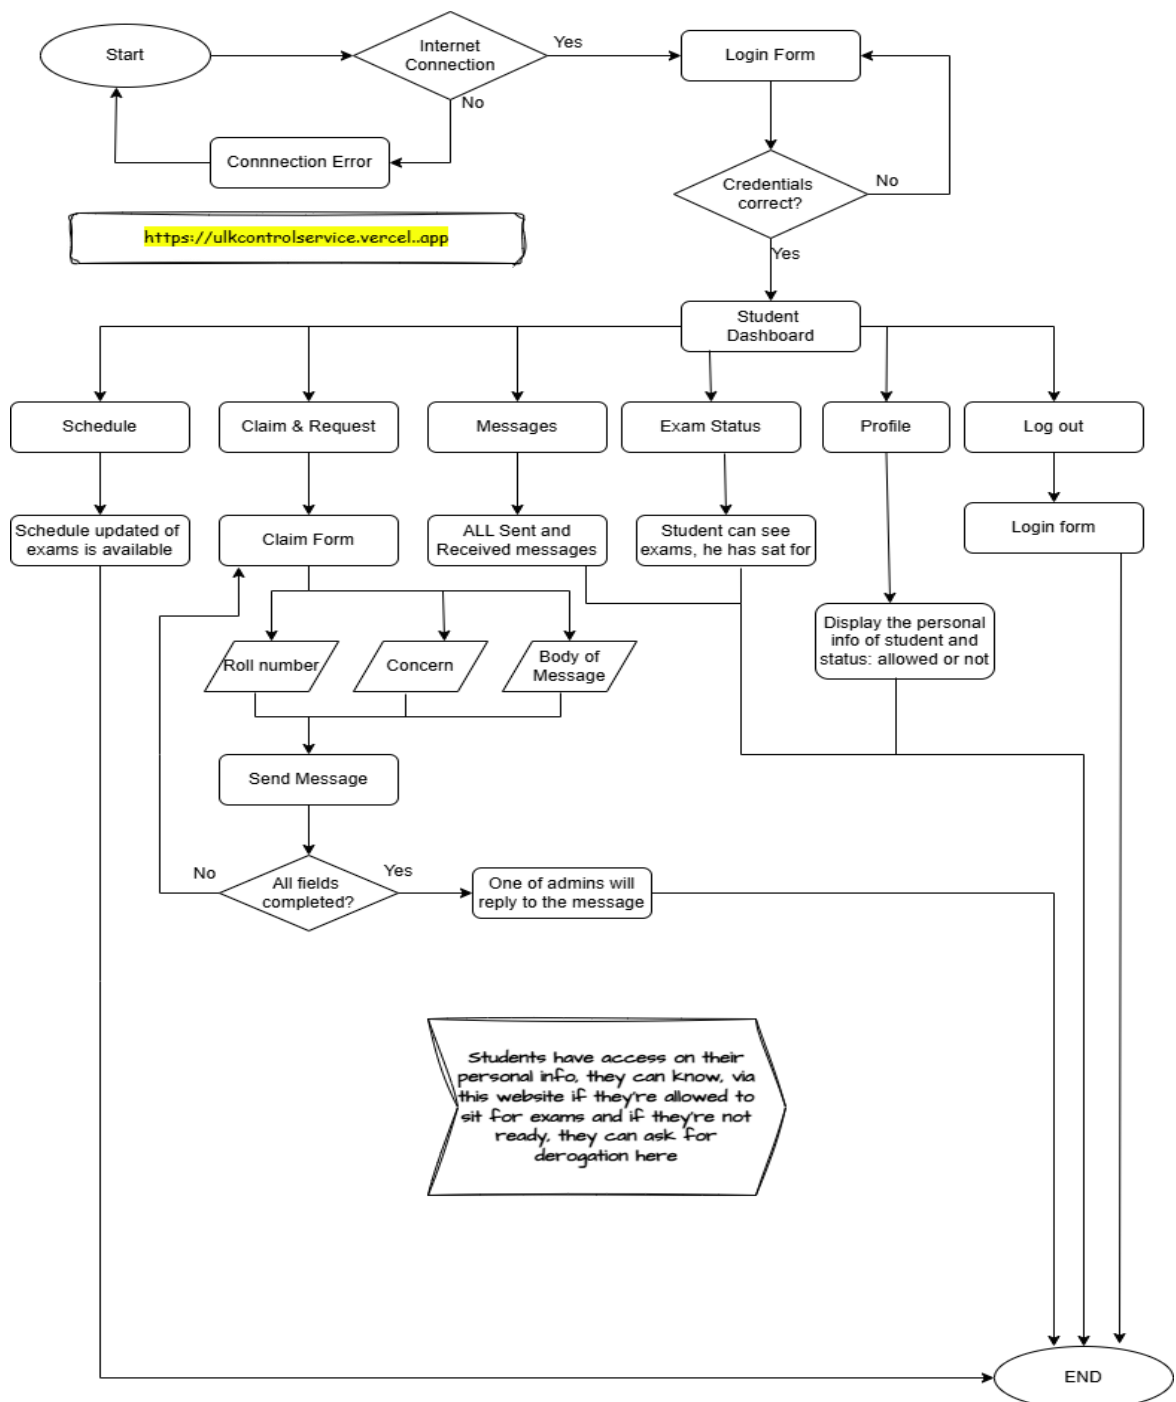 Start
Internet
Connection
Yes
Login Form
No
Connnection Error
Credentials
correct?
No
https://ulkcontrolservice.vercel..app
Yes
Student
Dashboard
Schedule
Claim & Request
Messages
Exam Status
Profile
Log out
Schedule updated of
exams is available
Claim Form
ALL Sent and
Received messages
Student can see
exams, he has sat for
Login form
Roll number
Concern
Body of
Message
Display the personal
info of student and
status: allowed or not
Send Message
No
All fields
completed?
Yes
One of admins will
reply to the message
Students have access on their
personal info, they can know, via
this website if they're allowed to
sit for exams and if they're not
ready, they can ask for
derogation here
END